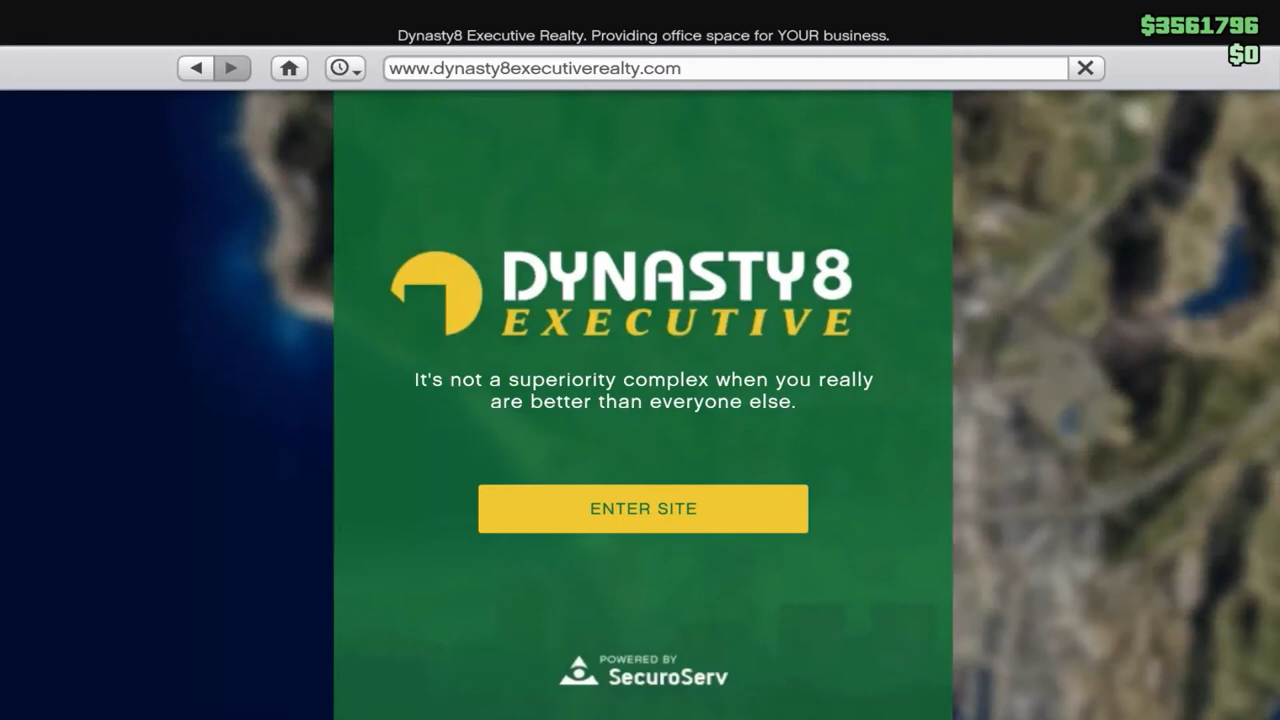 Dynasty8 Executive Realty. Providing office space for YOUR business.
$3561796
$0
www.dynasty8executiverealty.com
DYNASTY8
EXECUTIVE
It's not a superiority complex when you really
are better than everyone else.
ENTER SITE
POWERED BY
SecuroServ